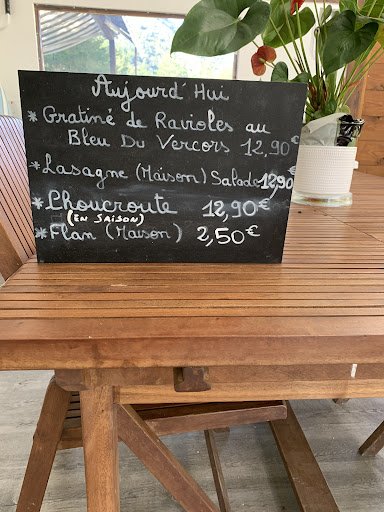 Aujourd'Hui
* Gratiné de Ravioles au
Bleu Du Vercors 12,90€
* Lasagne (Maison) Salade 12,90
* Choucroute 12,90€
(EN SAISON)
* Flan (Maison) 2,50€